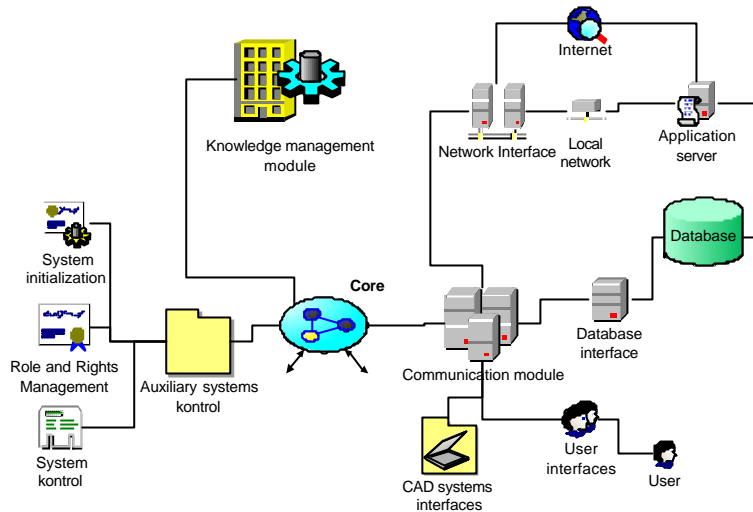 Internet
Knowledge management
module
Network Interface
Local
network
Application
server
System
initialization
Database
Core
Role and Rights
Management
Auxiliary systems
kontrol
Communication module
Database
interface
System
kontrol
CAD systems
interfaces
User
interfaces
User